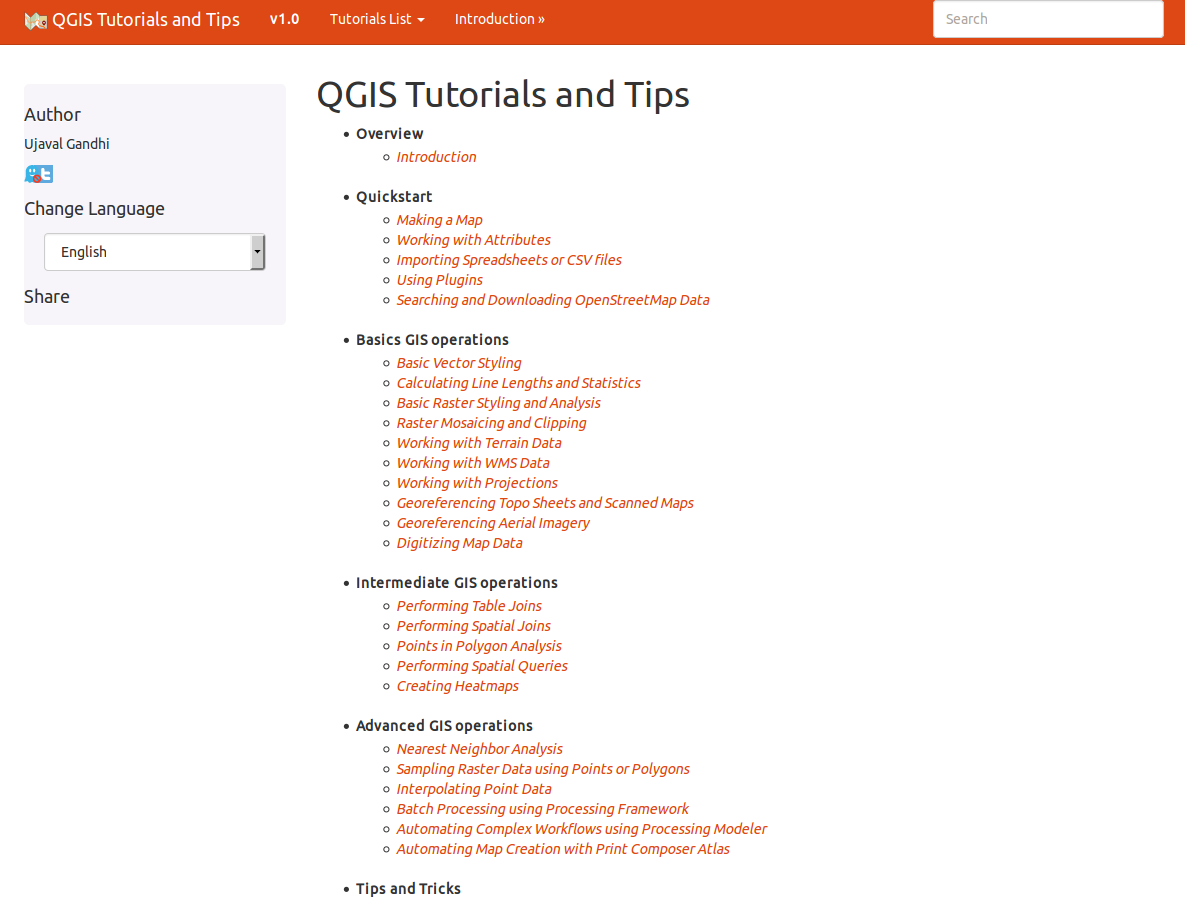 QGIS Tutorials and Tips v1.0 Tutorials List Introduction » Search
Author
Ujaval Gandhi
Change Language
English
Share
QGIS Tutorials and Tips
Overview
Introduction
Quickstart
Making a Map
Working with Attributes
Importing Spreadsheets or CSV files
Using Plugins
Searching and Downloading OpenStreetMap Data
Basics GIS operations
Basic Vector Styling
Calculating Line Lengths and Statistics
Basic Raster Styling and Analysis
Raster Mosaicing and Clipping
Working with Terrain Data
Working with WMS Data
Working with Projections
Georeferencing Topo Sheets and Scanned Maps
Georeferencing Aerial Imagery
Digitizing Map Data
Intermediate GIS operations
Performing Table Joins
Performing Spatial Joins
Points in Polygon Analysis
Performing Spatial Queries
Creating Heatmaps
Advanced GIS operations
Nearest Neighbor Analysis
Sampling Raster Data using Points or Polygons
Interpolating Point Data
Batch Processing using Processing Framework
Automating Complex Workflows using Processing Modeler
Automating Map Creation with Print Composer Atlas
Tips and Tricks